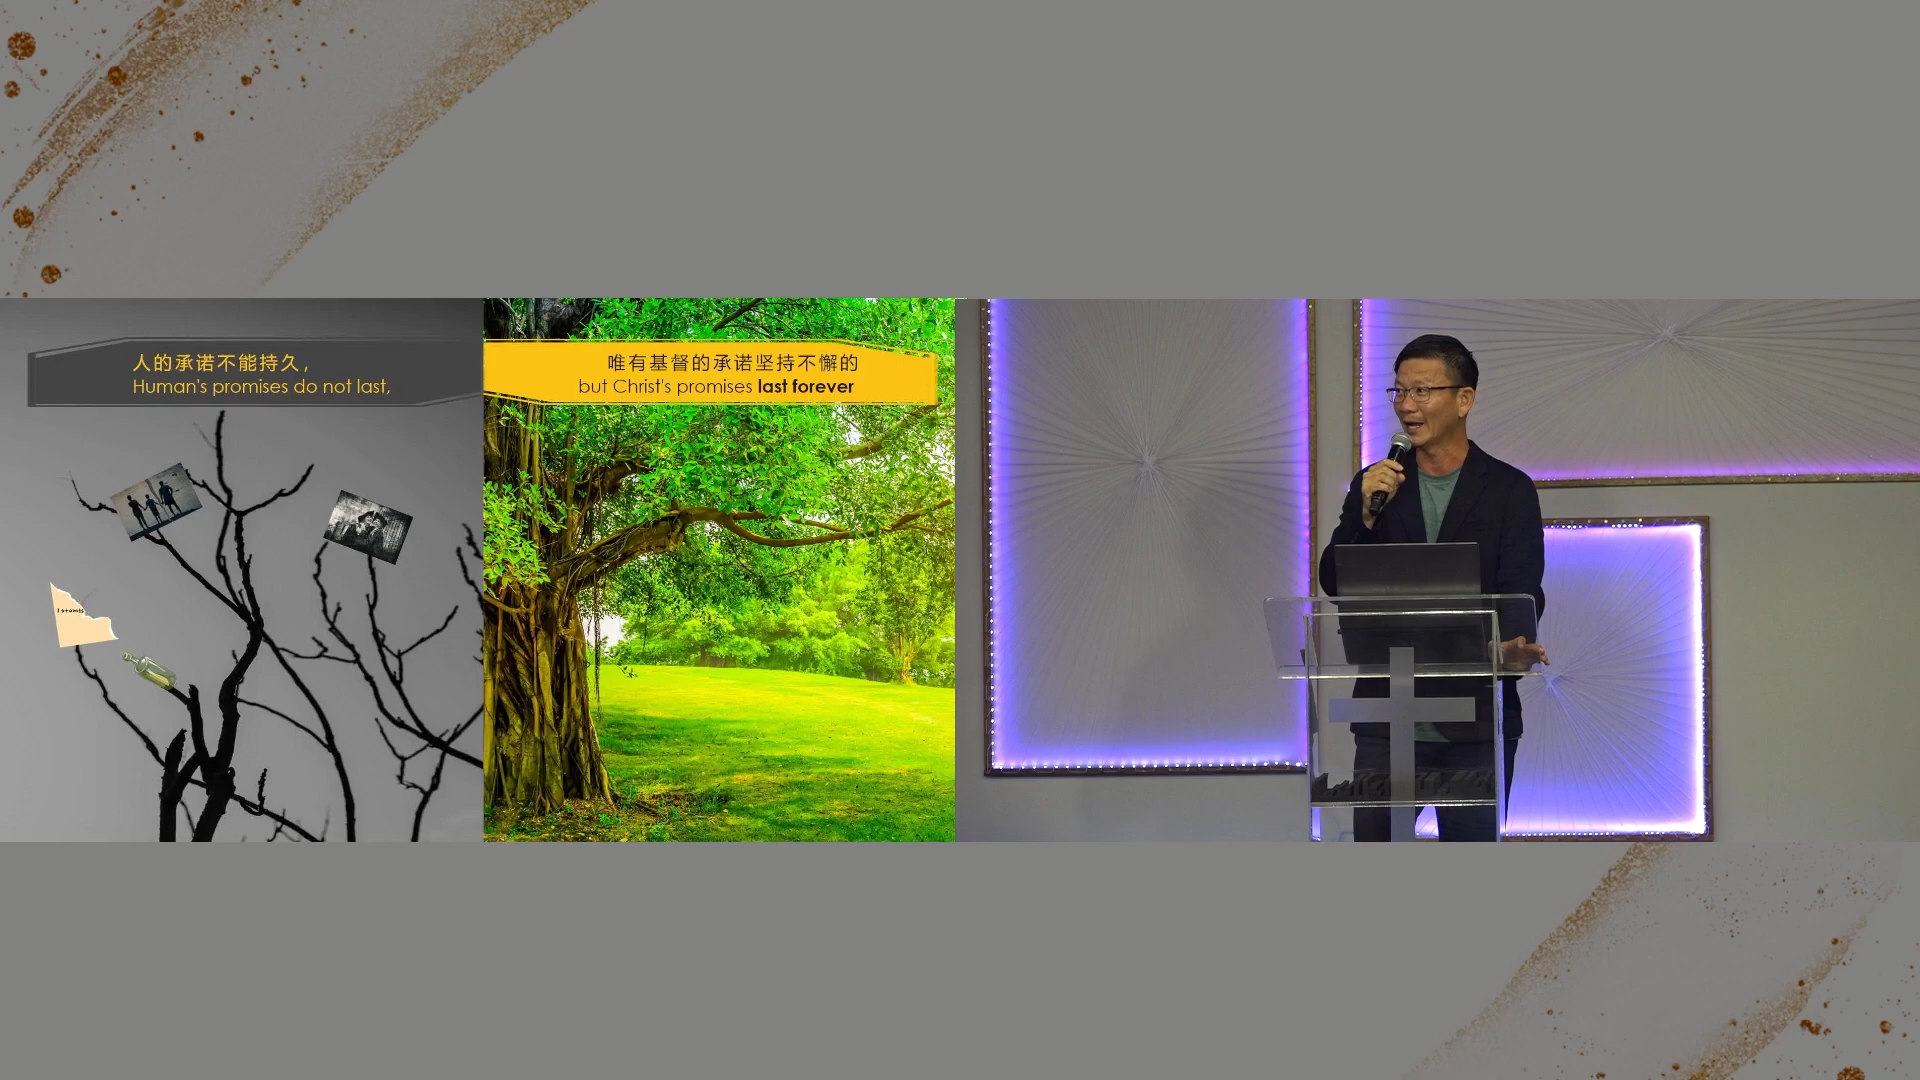 人的承诺不能持久，
Human's promises do not last,
唯有基督的承诺坚持不懈的
but Christ's promises last forever